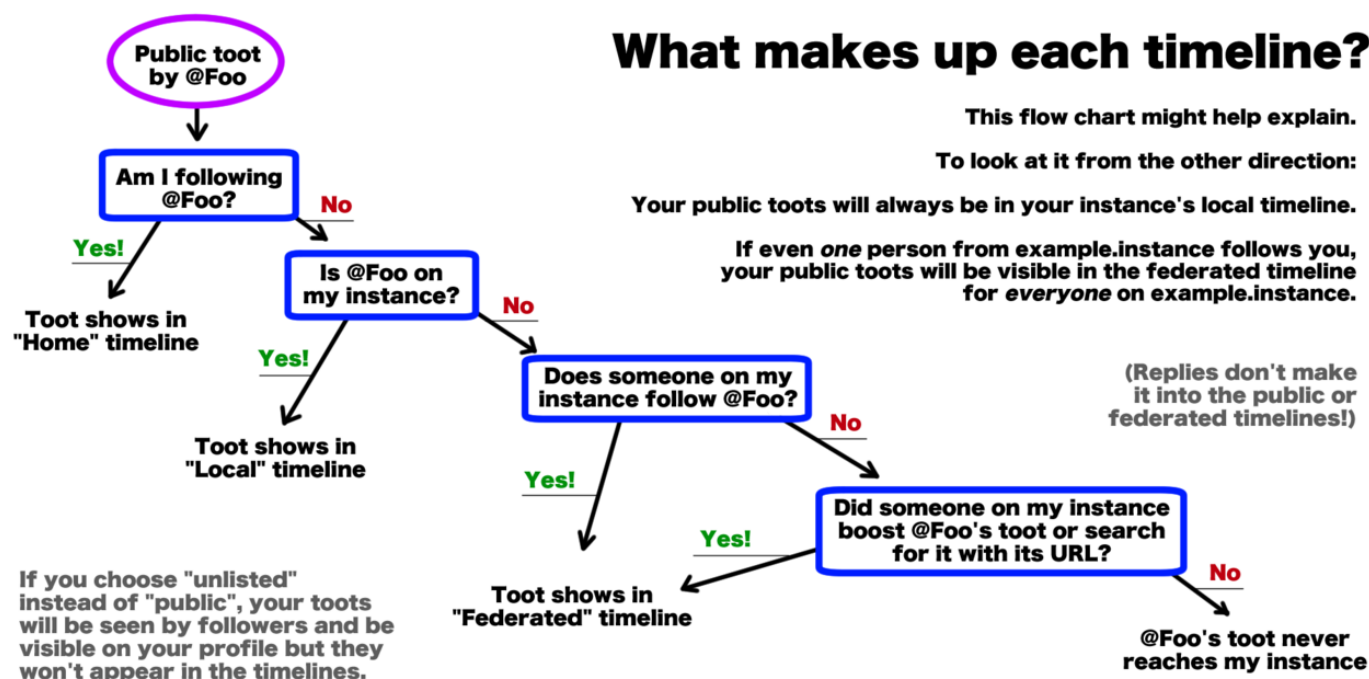 Public toot
by @Foo
What makes up each timeline?
This flow chart might help explain.
To look at it from the other direction:
Your public toots will always be in your instance's local timeline.
If even one person from example.instance follows you,
your public toots will be visible in the federated timeline
for everyone on example.instance.
(Replies don't make
it into the public or
federated timelines!)
Am I following
@Foo?
No
Yes!
Toot shows in
"Home" timeline
Is @Foo on
my instance?
No
Yes!
Toot shows in
"Local" timeline
Does someone on my
instance follow @Foo?
No
Yes!
Did someone on my instance
boost @Foo's toot or search
for it with its URL?
Yes!
No
Toot shows in
"Federated" timeline
@Foo's toot never
reaches my instance
If you choose "unlisted"
instead of "public", your toots
will be seen by followers and be
visible on your profile but they
won't appear in the timelines.